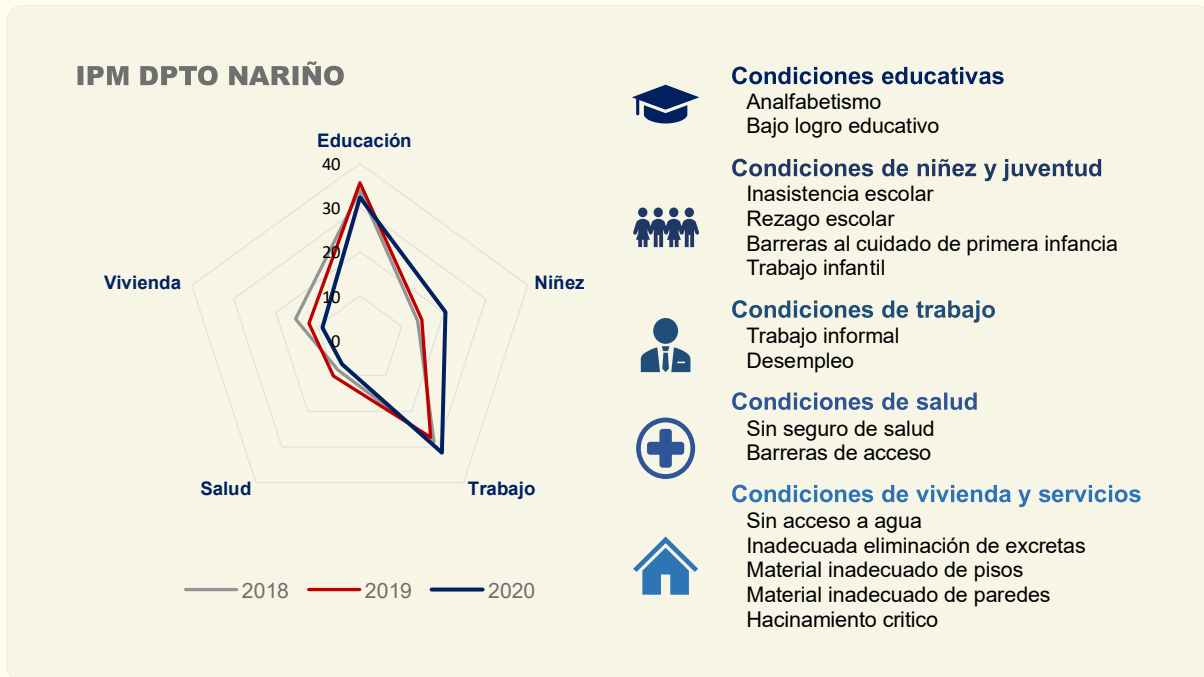 IPM DPTO NARIÑO
Educación
40
30
20
10
0
Vivienda
Niñez
Salud
Trabajo
2018
2019
2020
Condiciones educativas
Analfabetismo
Bajo logro educativo
Condiciones de niñez y juventud
Inasistencia escolar
Rezago escolar
Barreras al cuidado de primera infancia
Trabajo infantil
Condiciones de trabajo
Trabajo informal
Desempleo
Condiciones de salud
Sin seguro de salud
Barreras de acceso
Condiciones de vivienda y servicios
Sin acceso a agua
Inadecuada eliminación de excretas
Material inadecuado de pisos
Material inadecuado de paredes
Hacinamiento critico